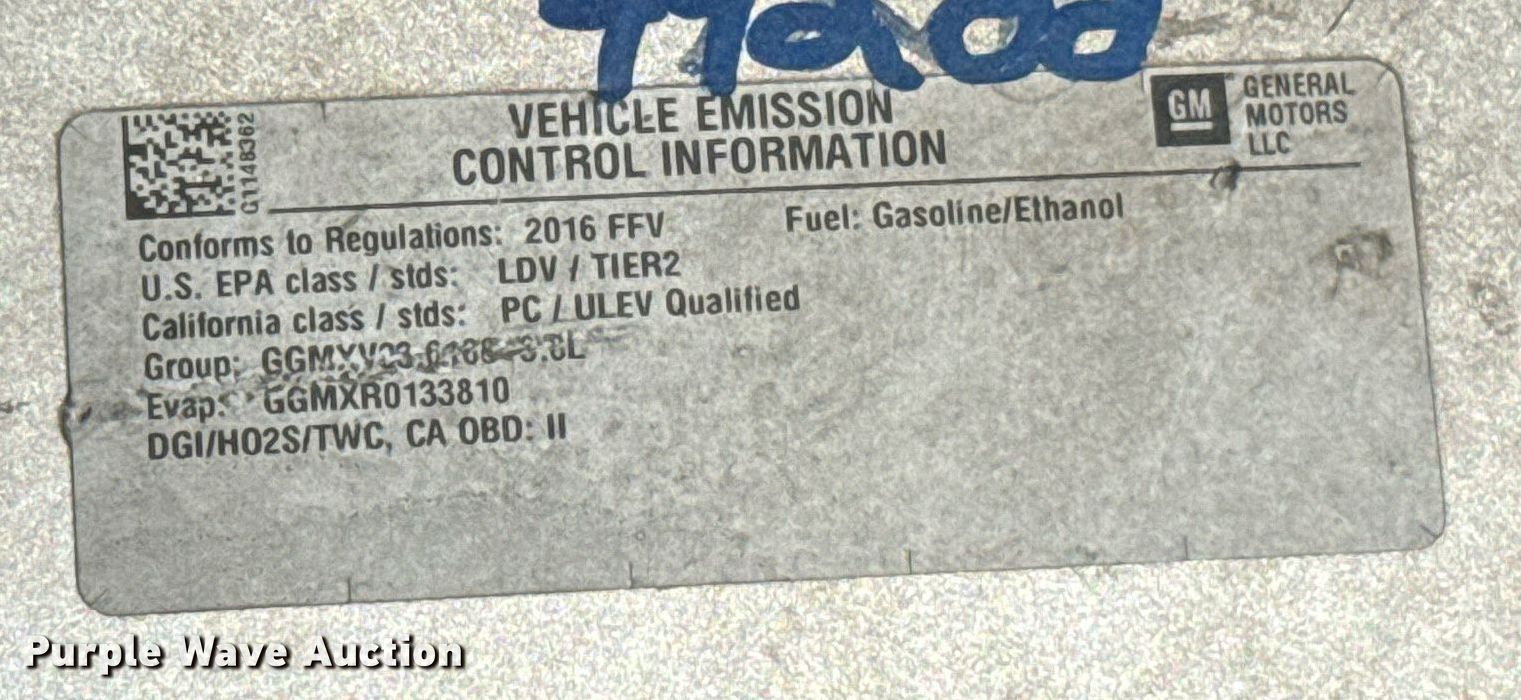 G1148362
VEHICLE EMISSION
CONTROL INFORMATION
GM
GENERAL
MOTORS
LLC
Conforms to Regulations: 2016 FFV Fuel: Gasoline/Ethanol
U.S. EPA class / stds: LDV / TIER2
California class / stds: PC / ULEV Qualified
Group:
Evap: GGMXR0133810
DGI/HO2S/TWC, CA OBD: II
Purple Wave Auction